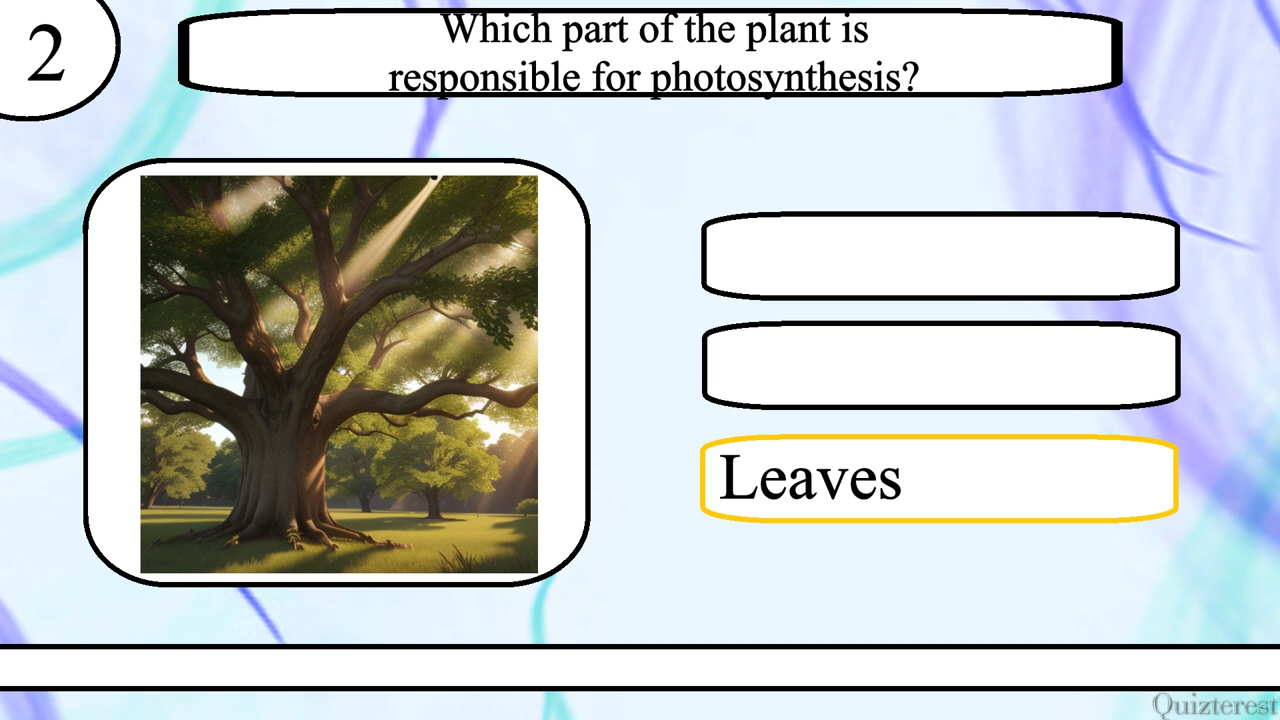 2
Which part of the plant is
responsible for photosynthesis?
Leaves
Quizterest